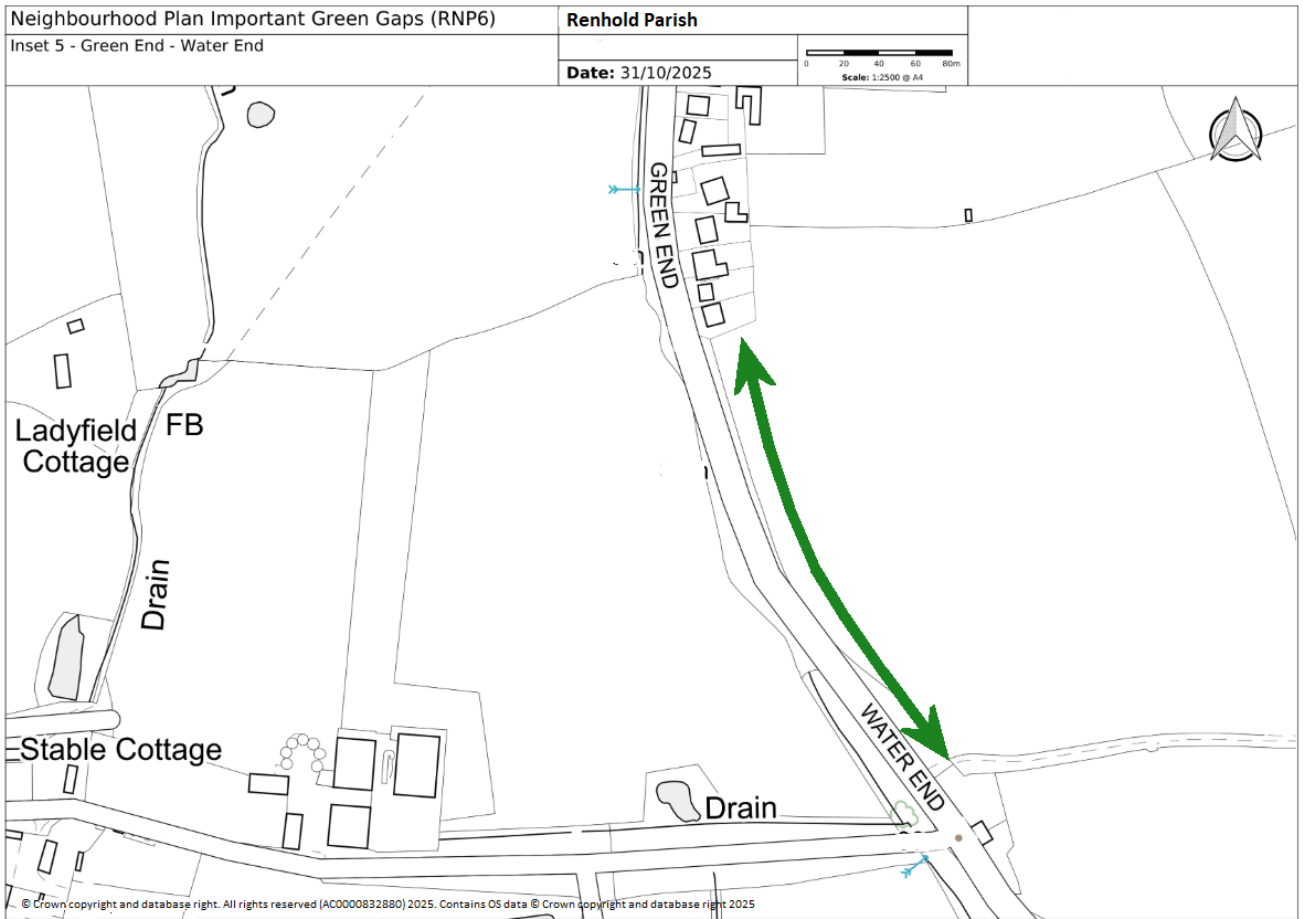 Neighbourhood Plan Important Green Gaps (RNP6)
Renhold Parish
Inset 5 - Green End - Water End
Date: 31/10/2025
0 20 40 60 80m
Scale: 1:2500 @ A4
GREEN END
Ladyfield
Cottage
FB
Drain
Stable Cottage
WATER END
Drain
© Crown copyright and database right. All rights reserved (AC0000832880) 2025. Contains OS data © Crown copyright and database right 2025